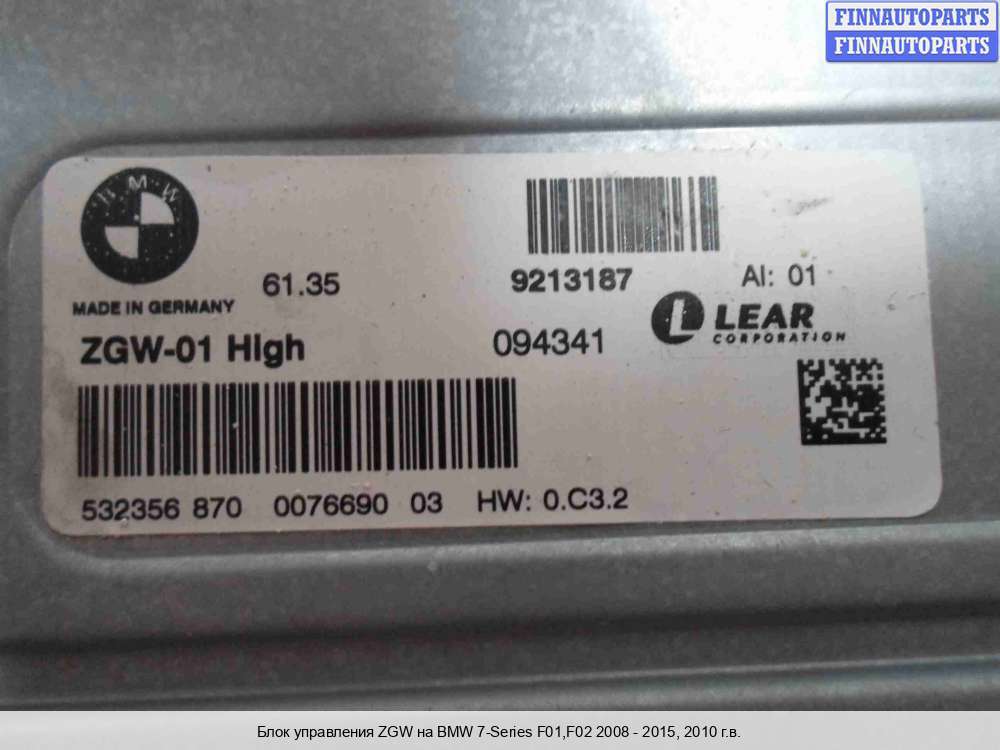 FINNAUTOPARTS
FINNAUTOPARTS
BMW
61.35
9213187
AI: 01
MADE IN GERMANY
LEAR
CORPORATION
ZGW-01 High
094341
532356 870 0076690 03 HW: 0.C3.2
Блок управления ZGW на BMW 7-Series F01,F02 2008 - 2015, 2010 г.в.